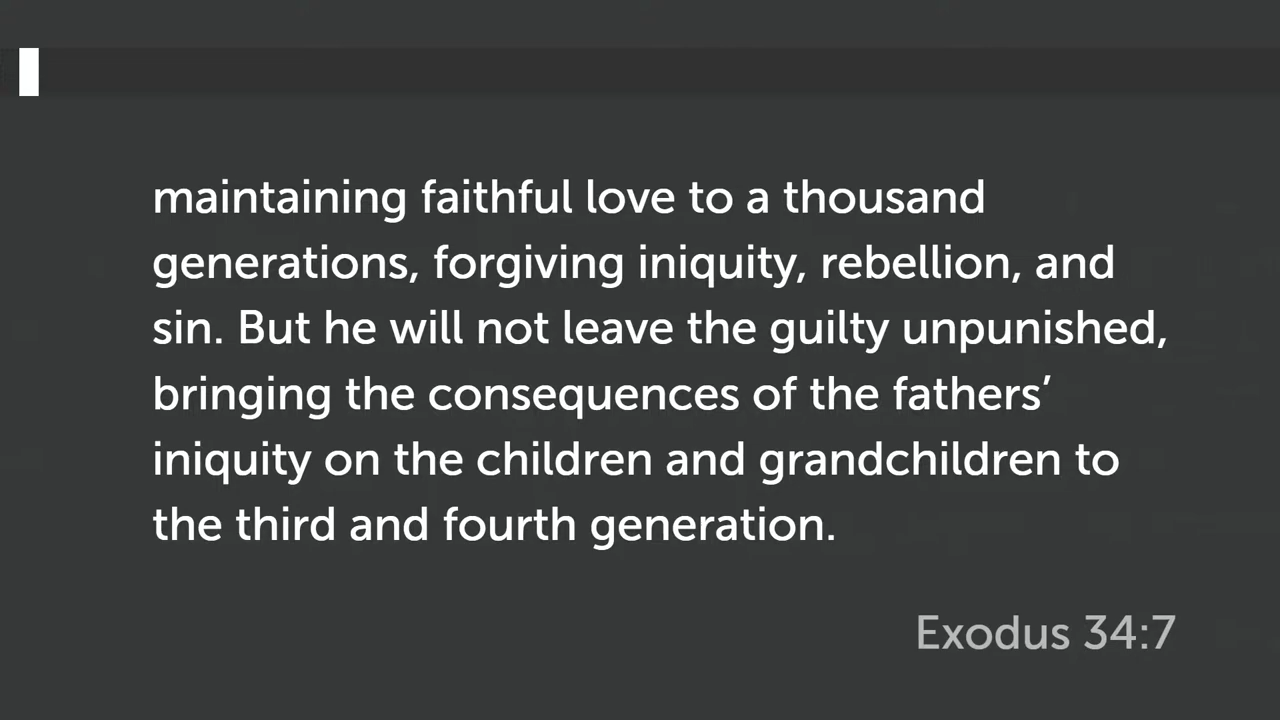 maintaining faithful love to a thousand
generations, forgiving iniquity, rebellion, and
sin. But he will not leave the guilty unpunished,
bringing the consequences of the fathers’
iniquity on the children and grandchildren to
the third and fourth generation.
Exodus 34:7